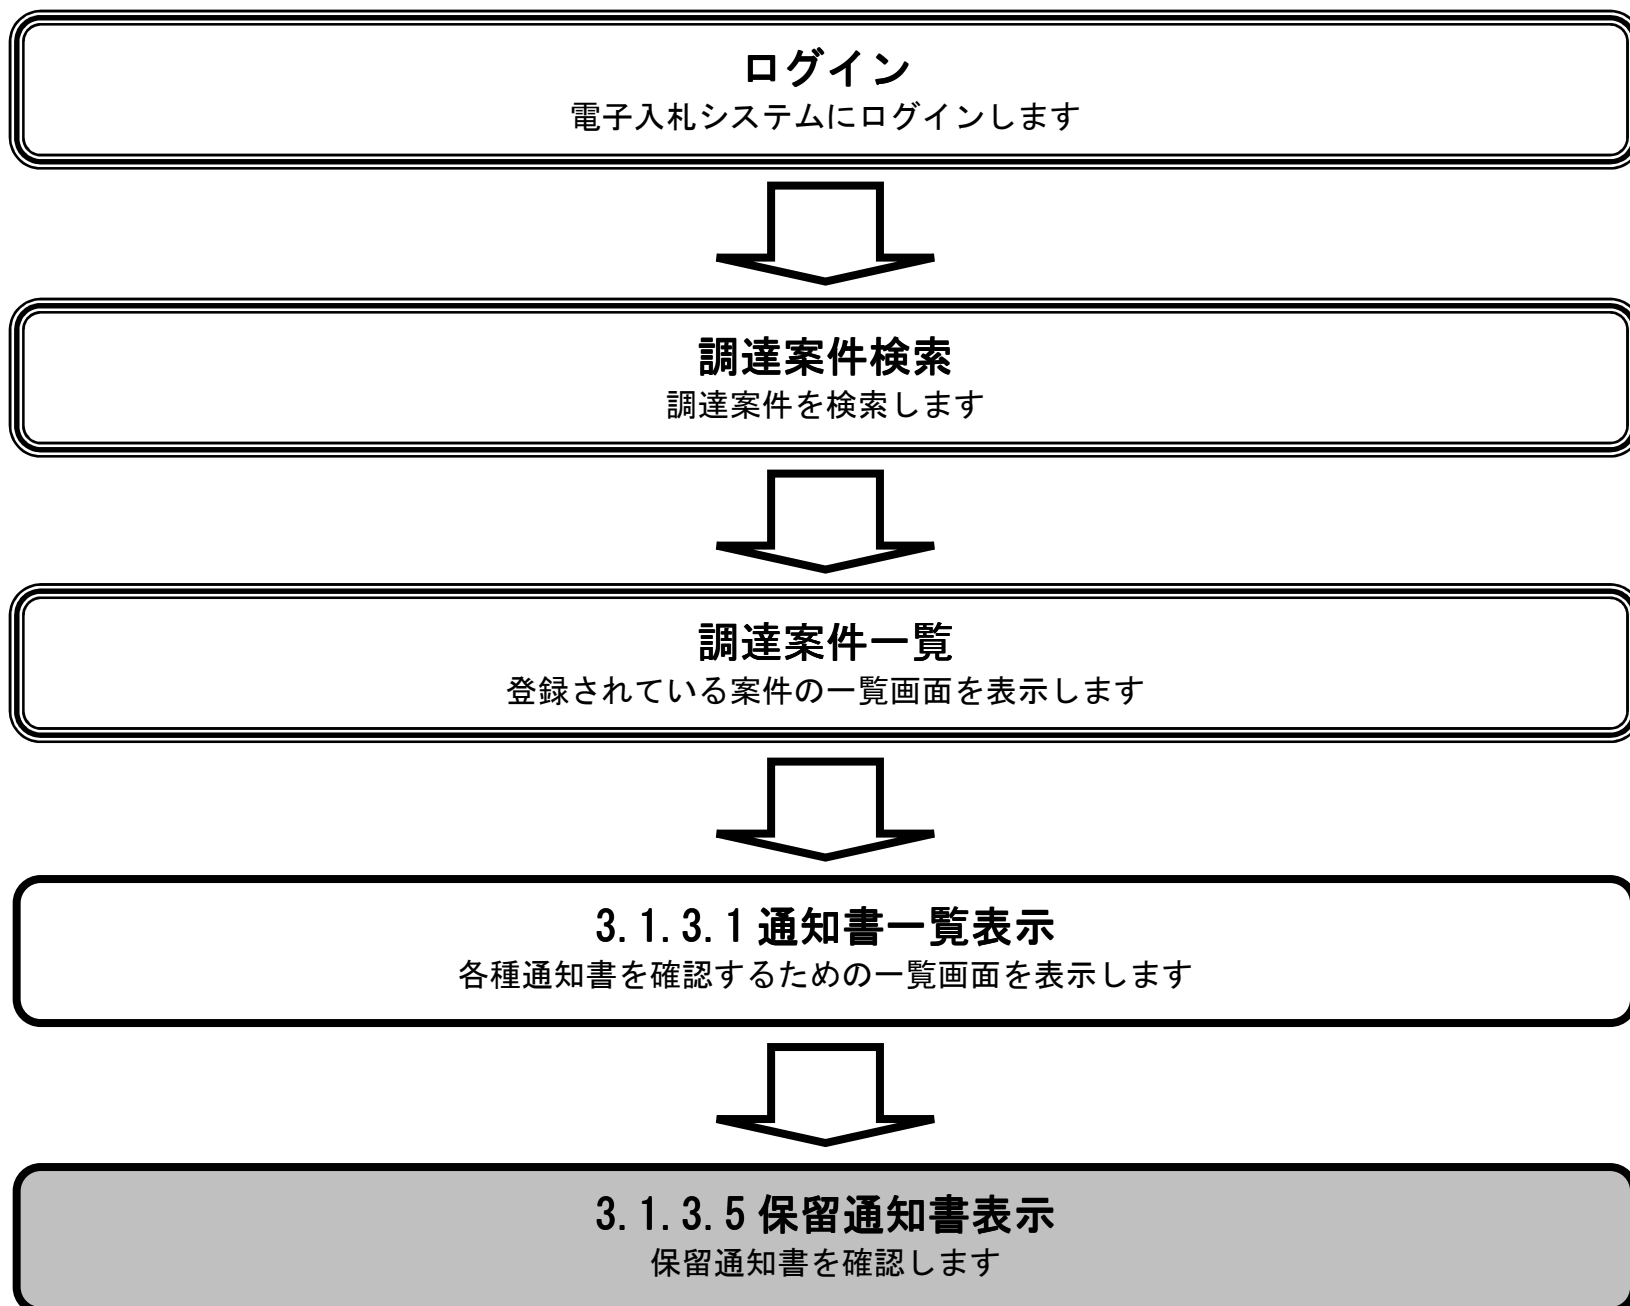 ログイン
電子入札システムにログインします
調達案件検索
調達案件を検索します
調達案件一覧
登録されている案件の一覧画面を表示します
3.1.3.1 通知書一覧表示
各種通知書を確認するための一覧画面を表示します
3.1.3.5 保留通知書表示
保留通知書を確認します